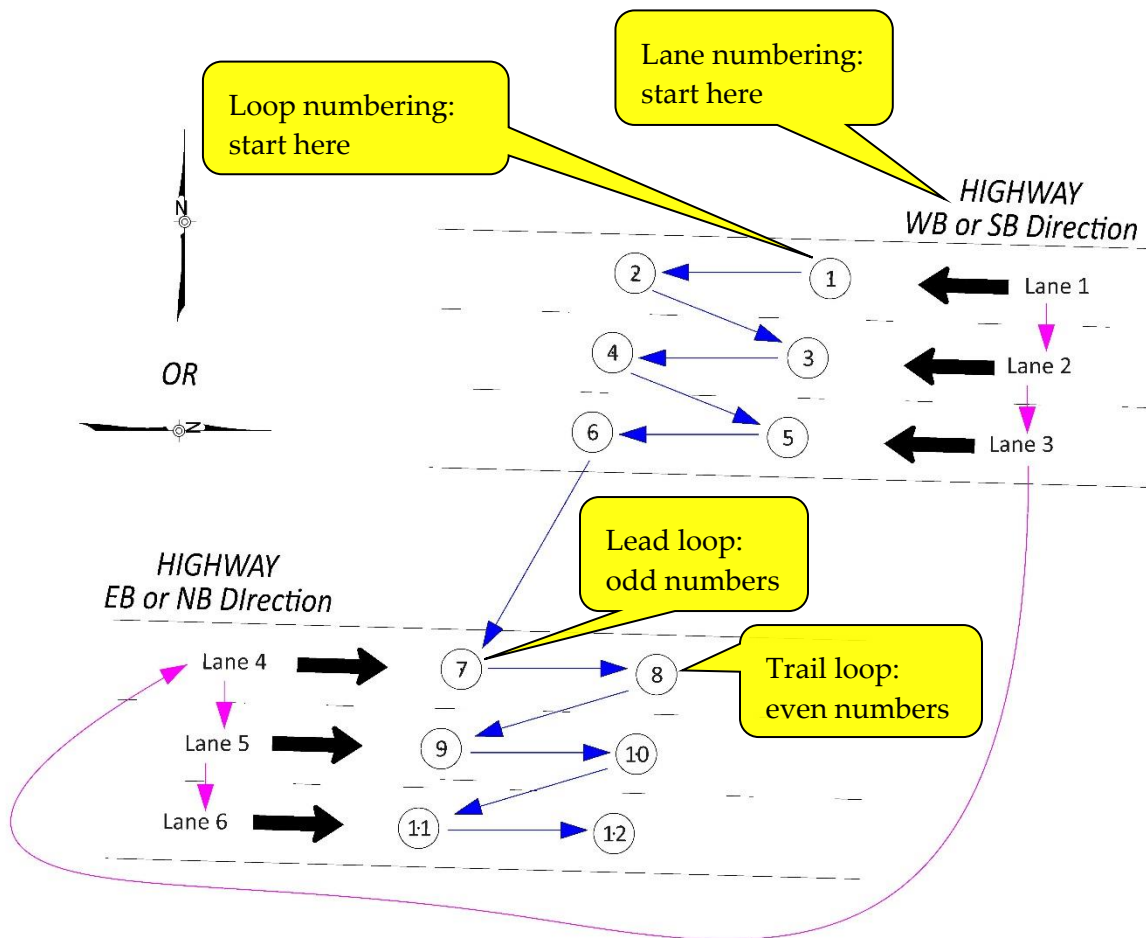 Lane numbering:
start here
Loop numbering:
start here
HIGHWAY
WB or SB Direction
N
OR
N
2
1
Lane 1
4
3
Lane 2
6
5
Lane 3
Lead loop:
odd numbers
HIGHWAY
EB or NB DIrection
Lane 4
7
8
Trail loop:
even numbers
Lane 5
9
10
Lane 6
11
12